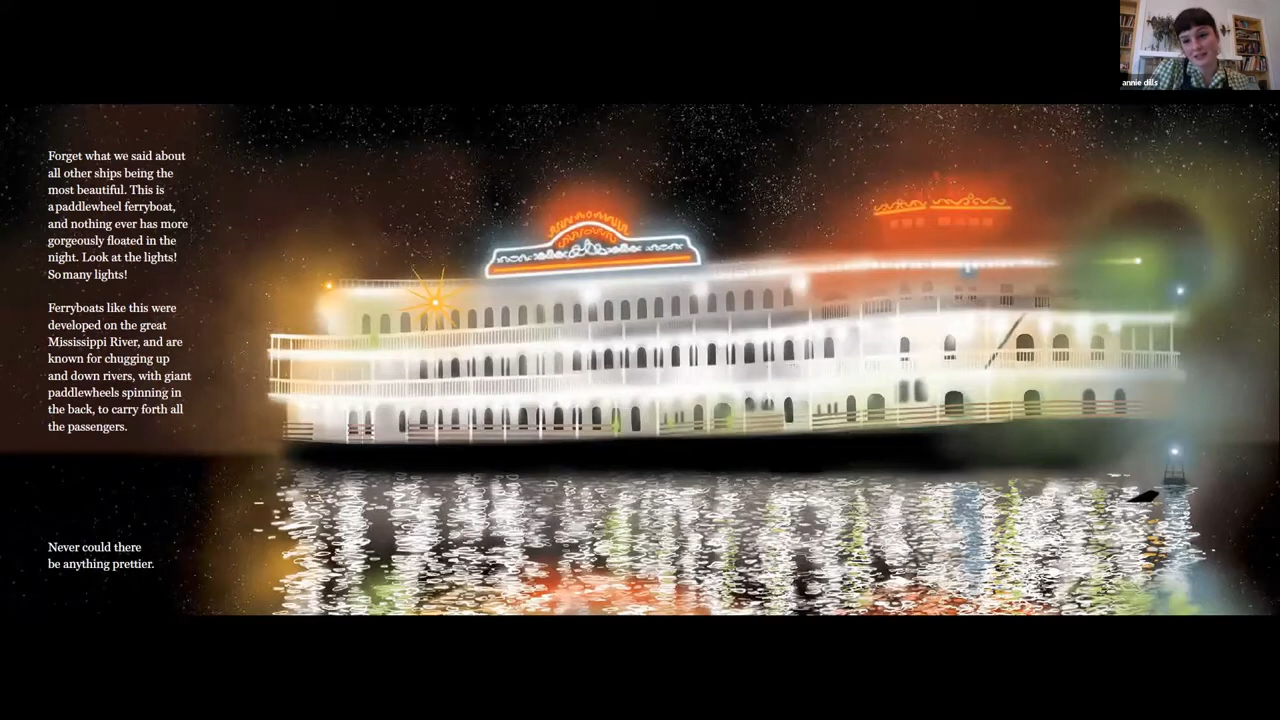 annie dills
Forget what we said about
all other ships being the
most beautiful. This is
a paddlewheel ferryboat,
and nothing ever has more
gorgeously floated in the
night. Look at the lights!
So many lights!
Ferryboats like this were
developed on the great
Mississippi River, and are
known for chugging up
and down rivers, with giant
paddlewheels spinning in
the back, to carry forth all
the passengers.
Never could there
be anything prettier.